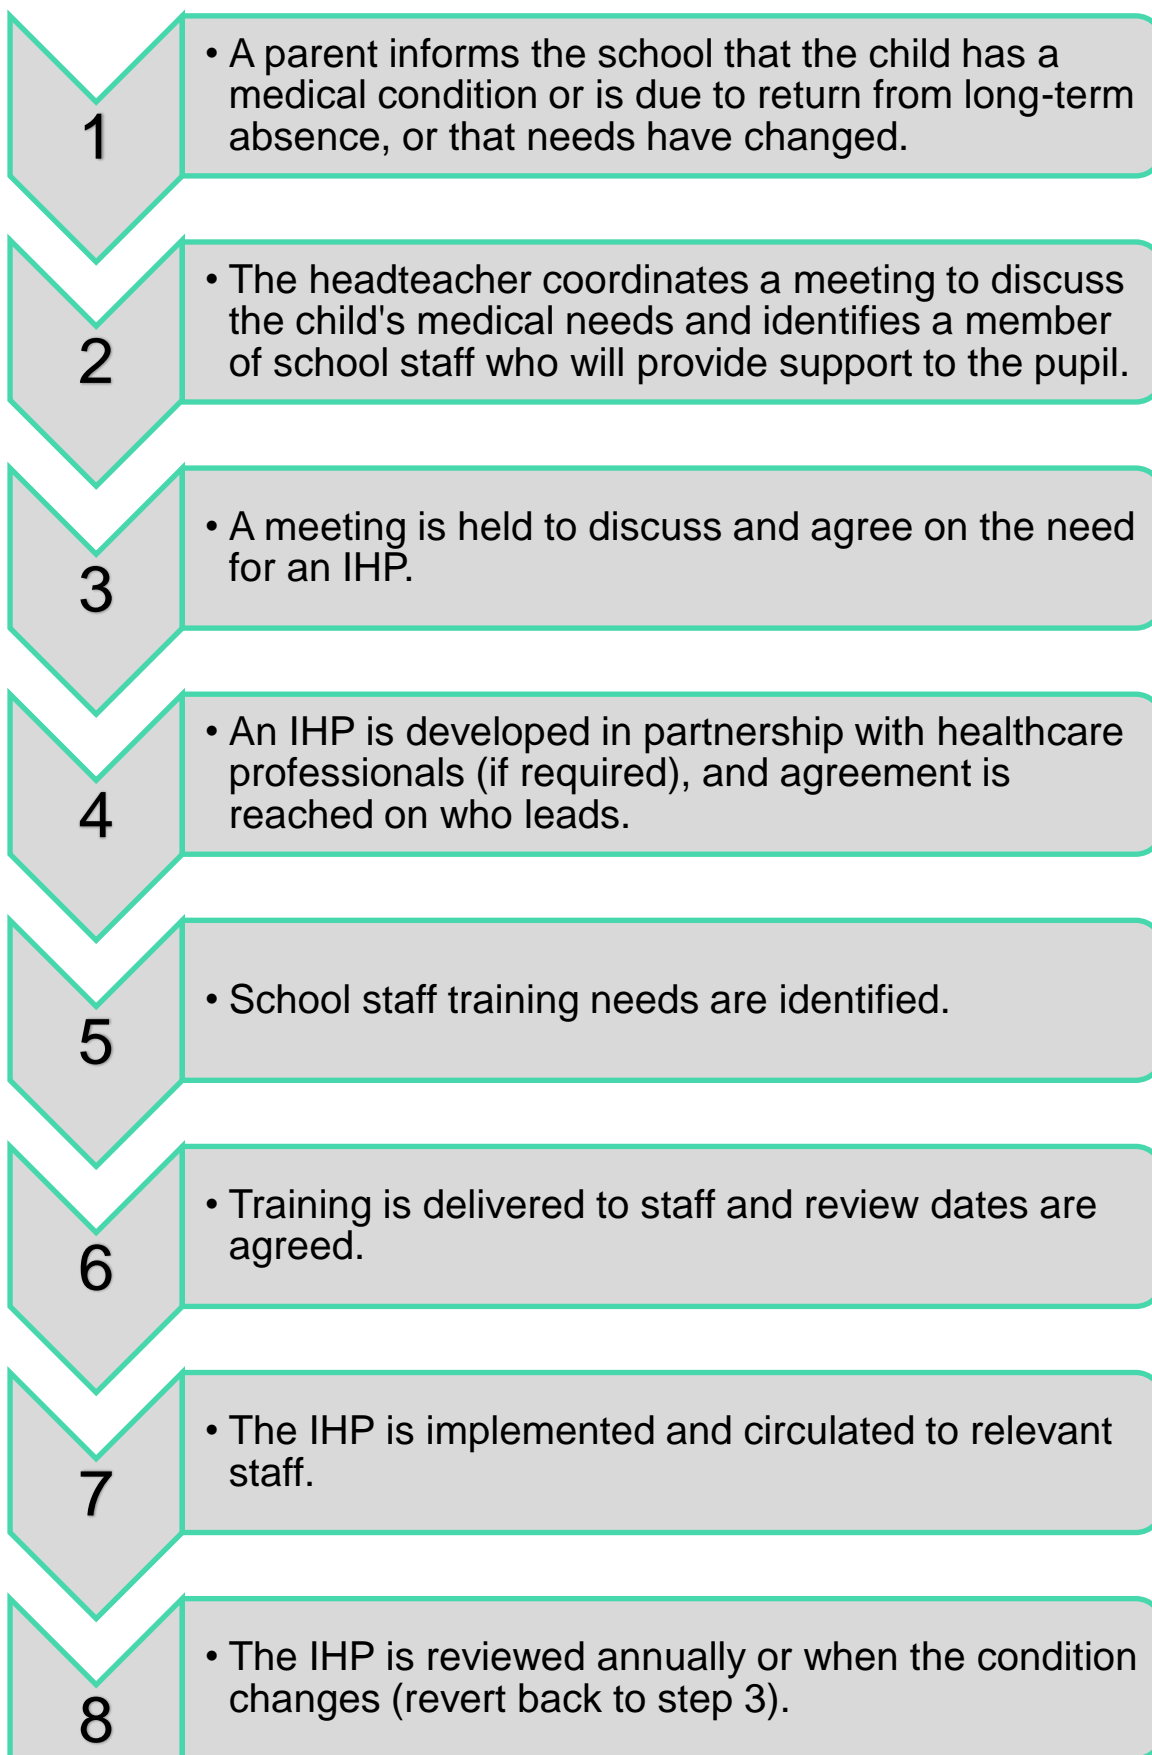 1
• A parent informs the school that the child has a
medical condition or is due to return from long-term
absence, or that needs have changed.
2
• The headteacher coordinates a meeting to discuss
the child's medical needs and identifies a member
of school staff who will provide support to the pupil.
3
• A meeting is held to discuss and agree on the need
for an IHP.
4
• An IHP is developed in partnership with healthcare
professionals (if required), and agreement is
reached on who leads.
5
• School staff training needs are identified.
6
• Training is delivered to staff and review dates are
agreed.
7
• The IHP is implemented and circulated to relevant
staff.
8
• The IHP is reviewed annually or when the condition
changes (revert back to step 3).